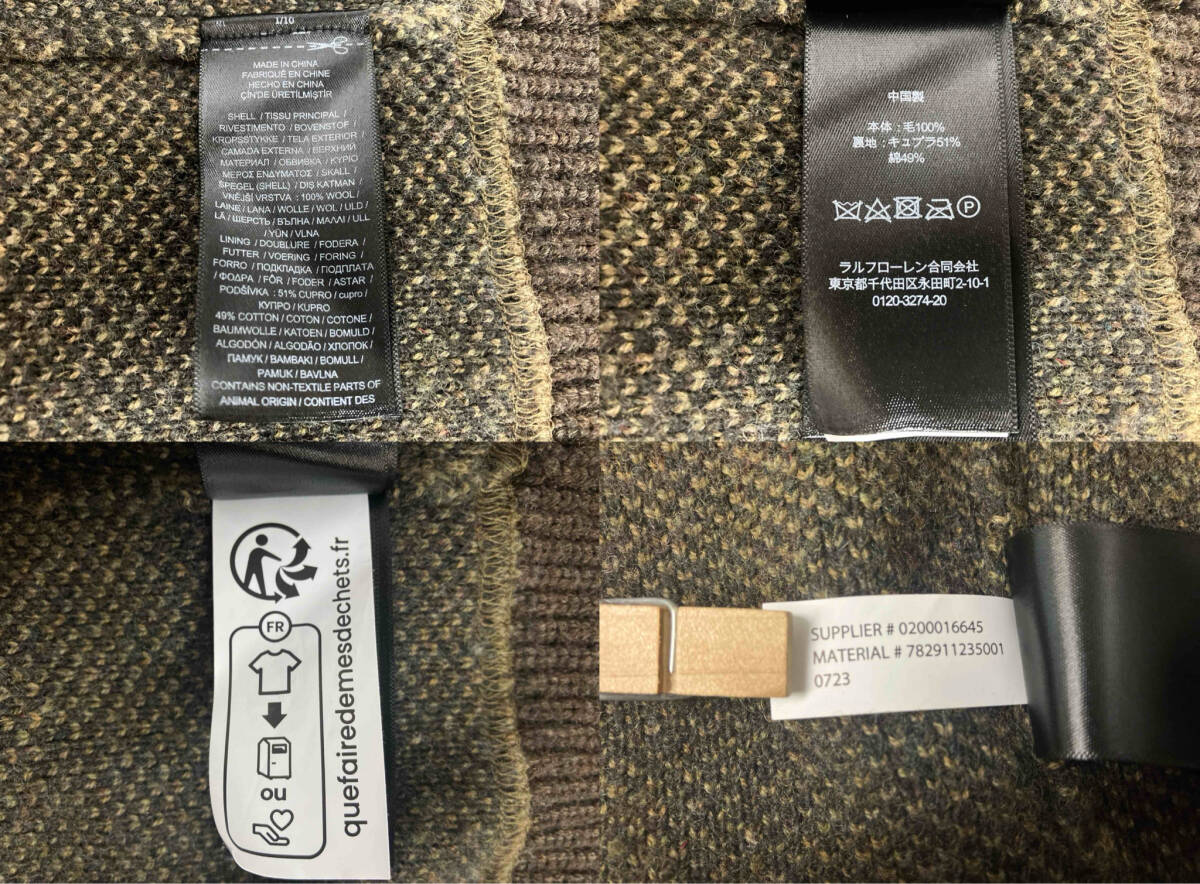 XL
1/10
MADE IN CHINA
FABRIQUÉ EN CHINE
HECHO EN CHINA
ÇİN'DE ÜRETİLMİŞTİR
SHELL / TISSU PRINCIPAL /
RIVESTIMENTO / BOVENSTOF /
KROPSSTYKKE / TELA EXTERIOR /
CAMADA EXTERNA / ВЕРХНИЙ
МАТЕРИАЛ / ОБВИВКА / ΚΥΡΙΟ
ΜΕΡΟΣ ΕΝΔΥΜΑΤΟΣ / SKALL /
SPEGEL (SHELL) / DIŞ KATMAN /
VNĚJŠÍ VRSTVA : 100% WOOL /
LAINE / LANA / WOLLE / WOL / ULD /
LÃ / ШЕРСТЬ / ВЪЛНА / ΜΑΛΛΙ / ULL
/ YÜN / VLNA
LINING / DOUBLURE / FODERA /
FUTTER / VOERING / FORING /
FORRO / ПОДКЛАДКА / ПОДПЛАТА
/ ΦΟΔΡΑ / FÔR / FODER / ASTAR /
PODŠÍVKA : 51% CUPRO / cupro /
КУПРО / KUPRO
49% COTTON / COTON / COTONE /
BAUMWOLLE / KATOEN / BOMULD /
ALGODÓN / ALGODÃO / ХЛОПОК /
ПАМУК / ΒΑΜΒΑΚΙ / BOMULL /
PAMUK / BAVLNA
CONTAINS NON-TEXTILE PARTS OF
ANIMAL ORIGIN / CONTIENT DES
中国製
本体 : 毛100%
裏地 : キュプラ51%
綿49%
P
ラルフローレン合同会社
東京都千代田区永田町2-10-1
0120-3274-20
FR
OU
quefairedemesdechets.fr
SUPPLIER # 0200016645
MATERIAL # 782911235001
0723